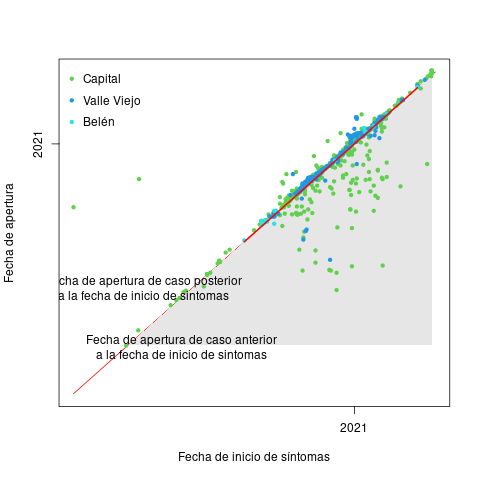 Capital
Valle Viejo
Belén
2021
Fecha de apertura
cha de apertura de caso posterior
a la fecha de inicio de síntomas
Fecha de apertura de caso anterior
a la fecha de inicio de sintomas
2021
Fecha de inicio de síntomas